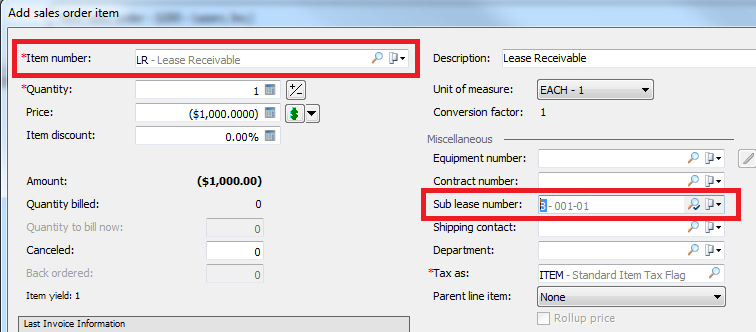 Add sales order item
*Item number: LR - Lease Receivable
Description: Lease Receivable
*Quantity: 1
Unit of measure: EACH - 1
Price: ($1,000.0000)
Conversion factor: 1
Item discount: 0.00%
Miscellaneous
Equipment number:
Contract number:
Amount: ($1,000.00)
Quantity billed: 0
Sub lease number: - 001-01
Quantity to bill now: 0
Shipping contact:
Canceled: 0
Department:
Back ordered: 0
*Tax as: ITEM - Standard Item Tax Flag
Item yield: 1
Parent line item: None
Rollup price
Last Invoice Information